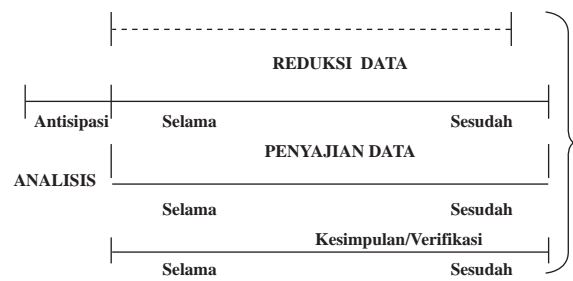 REDUKSI DATA
Antisipasi Selama Sesudah
PENYAJIAN DATA
ANALISIS
Selama Sesudah
Kesimpulan/Verifikasi
Selama Sesudah